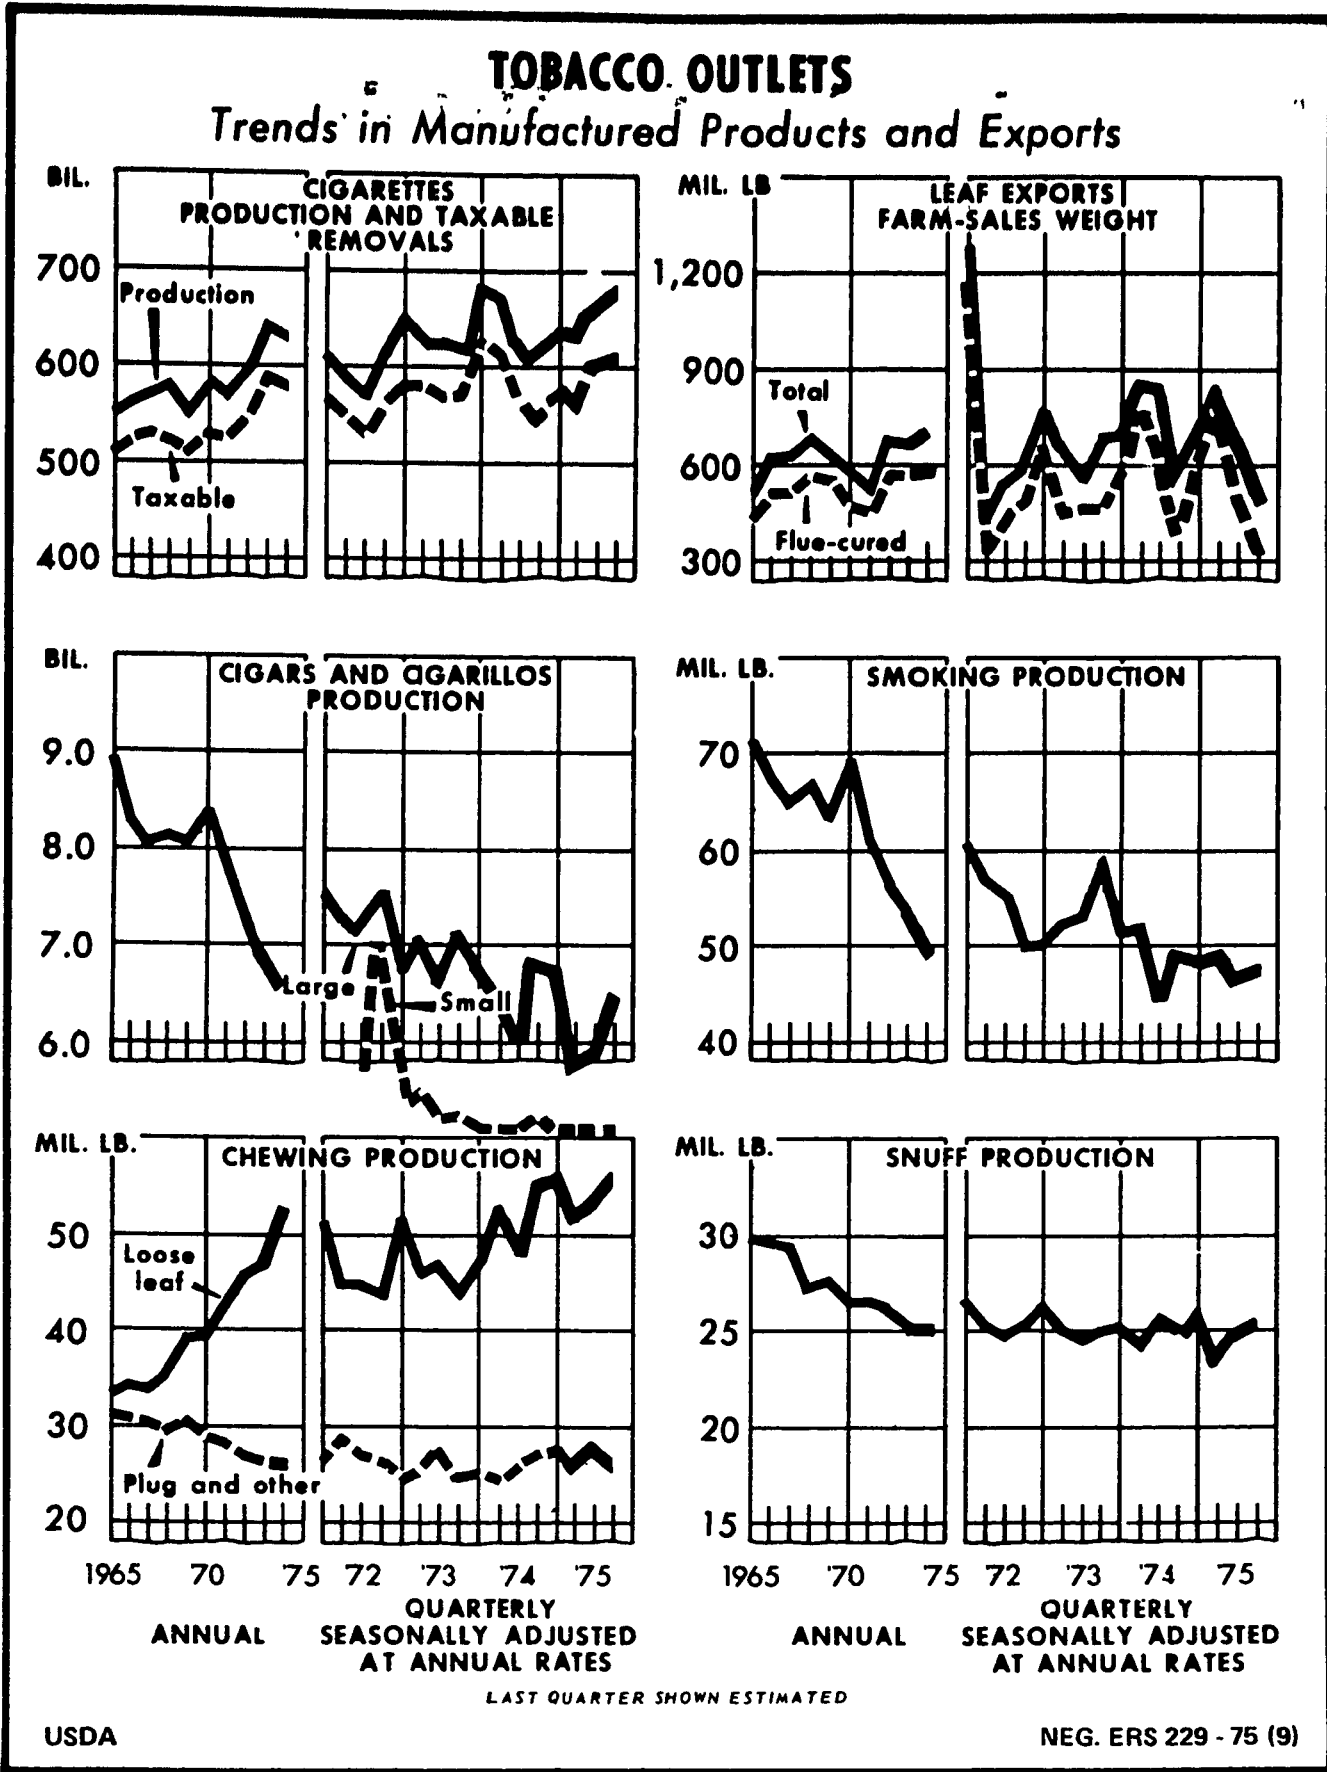 TOBACCO OUTLETS
Trends in Manufactured Products and Exports
BIL.
CIGARETTES
PRODUCTION AND TAXABLE
REMOVALS
700
600
500
400
Production
Taxable
MIL. LB
LEAF EXPORTS
FARM-SALES WEIGHT
1,200
900
600
300
Total
Flue-cured
BIL.
CIGARS AND CIGARILLOS
PRODUCTION
9.0
8.0
7.0
6.0
Large
Small
MIL. LB.
SMOKING PRODUCTION
70
60
50
40
MIL. LB.
CHEWING PRODUCTION
50
40
30
20
Loose
leaf
Plug and other
1965 '70 75 '72 '73 '74 '75
ANNUAL
QUARTERLY
SEASONALLY ADJUSTED
AT ANNUAL RATES
MIL. LB.
SNUFF PRODUCTION
30
25
20
15
1965 '70 75 '72 '73 '74 '75
ANNUAL
QUARTERLY
SEASONALLY ADJUSTED
AT ANNUAL RATES
LAST QUARTER SHOWN ESTIMATED
USDA
NEG. ERS 229 - 75 (9)